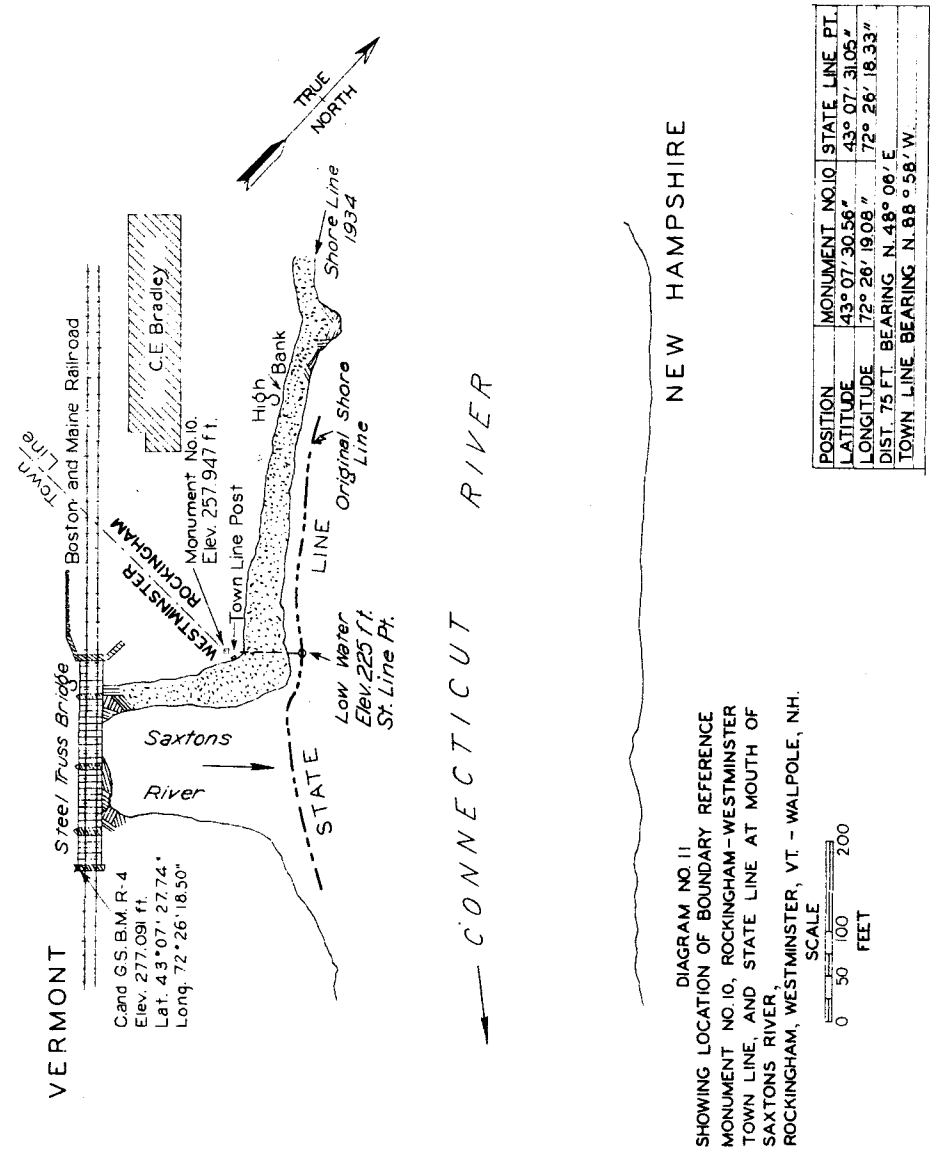 VERMONT
C.and G.S. B.M. R-4
Elev. 277.091 ft.
Lat. 43° 07' 27.74"
Long. 72° 26' 18.50"
Steel Truss Bridge
Boston and Maine Railroad
Town
Line
WESTMINSTER
ROCKINGHAM
C.E. Bradley
Monument No.10.
Elev. 257.947 ft.
Town Line Post
High
Bank
TRUE
NORTH
Shore Line
1934
Saxtons
River
Original Shore
Line
STATE
LINE
Low Water
Elev. 225 ft.
St. Line Pt.
CONNECTICUT RIVER
NEW HAMPSHIRE
DIAGRAM NO. 11
SHOWING LOCATION OF BOUNDARY REFERENCE
MONUMENT NO. 10, ROCKINGHAM-WESTMINSTER
TOWN LINE, AND STATE LINE AT MOUTH OF
SAXTONS RIVER,
ROCKINGHAM, WESTMINSTER, VT. - WALPOLE, N.H.
SCALE
0 50 100 200
FEET
POSITION MONUMENT NO.10 STATE LINE PT.
LATITUDE 43° 07' 30.56" 43° 07' 31.05"
LONGITUDE 72° 26' 19.08" 72° 26' 18.33"
DIST. 75 FT. BEARING N. 48° 06' E
TOWN LINE BEARING N. 88° 58' W.